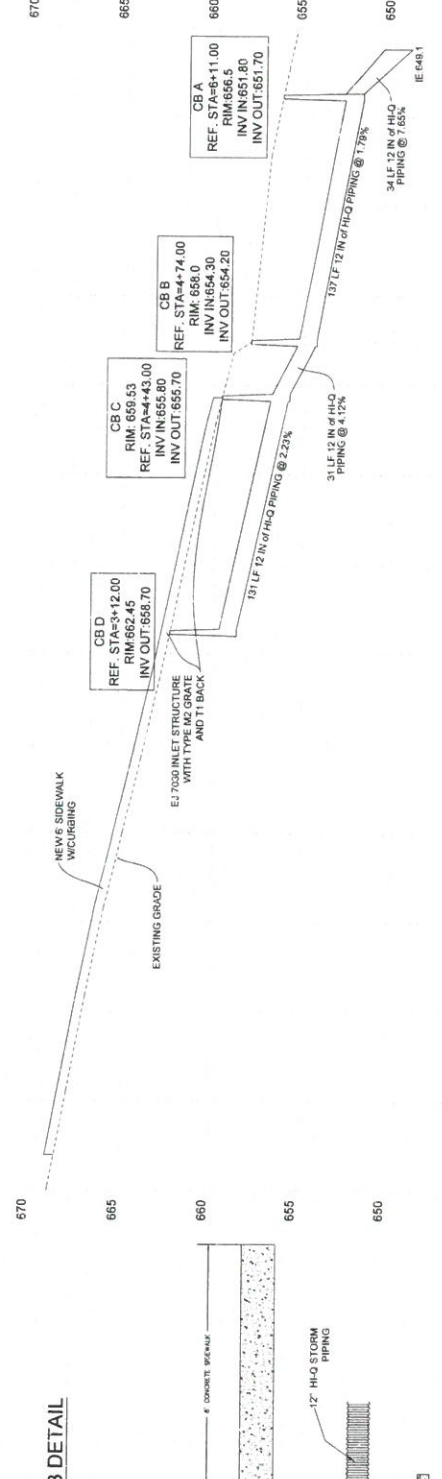 670
665
660
655
650
CB A
REF. STA=6+11.00
RIM:656.5
INV IN:651.80
INV OUT:651.70
CB B
REF. STA=4+74.00
RIM: 658.0
INV IN:654.30
INV OUT:654.20
CB C
RIM: 659.53
REF. STA=4+43.00
INV IN:655.80
INV OUT:655.70
CB D
REF. STA=3+12.00
RIM:662.45
INV OUT:658.70
IE 649.1
34 LF 12 IN of HI-Q
PIPING @ 7.65%
137 LF 12 IN of HI-Q PIPING @ 1.79%
31 LF 12 IN of HI-Q
PIPING @ 4.12%
131 LF 12 IN of HI-Q PIPING @ 2.23%
EJ 7030 INLET STRUCTURE
WITH TYPE M2 GRATE
AND T1 BACK
NEW 6' SIDEWALK
W/CURBING
EXISTING GRADE
670
665
660
655
650
B DETAIL
6' CONCRETE SIDEWALK
12" HI-Q STORM
PIPING